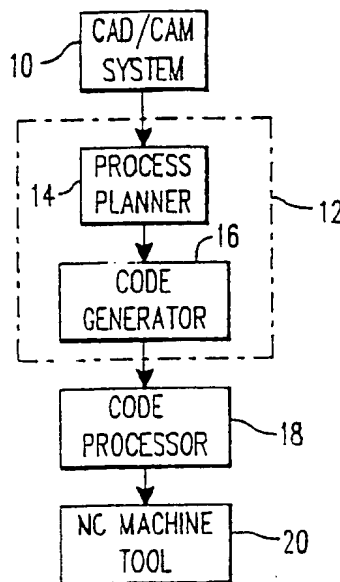 CAD/CAM
SYSTEM
10
PROCESS
PLANNER
14
12
16
CODE
GENERATOR
CODE
PROCESSOR
18
NC MACHINE
TOOL
20